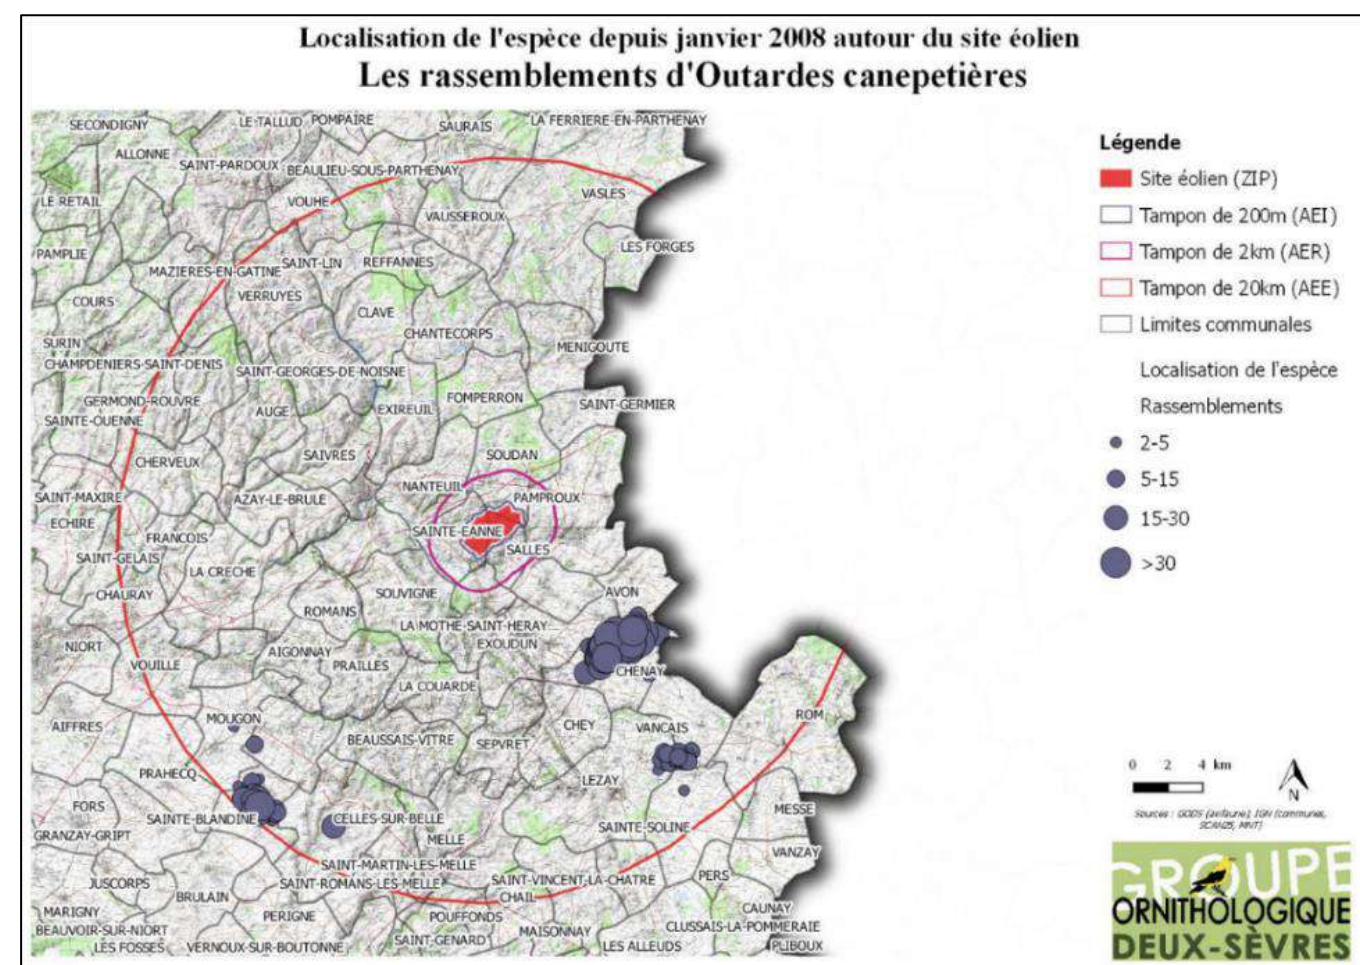 Localisation de l'espèce depuis janvier 2008 autour du site éolien
Les rassemblements d'Outardes canepetières
SECONDIGNY
LE TALLUD
POMPAIRE
SAURAIS
LA FERRIERE-EN-PARTHENAY
ALLONNE
SAINT-PARDOUX
BEAULIEU-SOUS-PARTHENAY
LE RETAIL
VOUHE
VAUSSEROUX
VASLES
PAMPLIE
MAZIERES-EN-GATINE
SAINT-LIN
REFFANNES
LES FORGES
COURS
VERRUYES
CLAVE
CHANTECORPS
SURIN
CHAMPDENIERS-SAINT-DENIS
SAINT-GEORGES-DE-NOISNE
MENIGOUTE
GERMOND-ROUVRE
SAINTE-OUENNE
AUGE
EXIREUIL
FOMPERRON
SAINT-GERMIER
CHERVEUX
SAIVRES
SOUDAN
SAINT-MAXIRE
AZAY-LE-BRULE
NANTEUIL
PAMPROUX
ECHIRE
FRANCOIS
SAINTE-EANNE
SALLES
SAINT-GELAIS
LA CRECHE
CHAURAY
ROMANS
SOUVIGNE
AVON
LA MOTHE-SAINT-HERAY
NIORT
VOUILLE
AIGONNAY
PRAILLES
EXOUDUN
CHENAY
LA COUARDE
AIFFRES
MOUGON
BEAUSSAIS-VITRE
SEPVRET
CHEY
VANCAIS
ROM
PRAHECQ
LEZAY
FORS
SAINTE-BLANDINE
CELLES-SUR-BELLE
MESSE
GRANZAY-GRIPT
MELLE
SAINTE-SOLINE
VANZAY
SAINT-MARTIN-LES-MELLE
JUSCORPS
SAINT-ROMANS-LES-MELLE
SAINT-VINCENT-LA-CHATRE
PERS
BRULAIN
CHAIL
MARIGNY
PERIGNE
POUFFONDS
CAUNAY
BEAUVOIR-SUR-NIORT
MAISONNAY
CLUSSAIS-LA-POMMERAIE
LES FOSSES
VERNOUX-SUR-BOUTONNE
SAINT-GENARD
LES ALLEUDS
PLIBOUX
Légende
Site éolien (ZIP)
Tampon de 200m (AEI)
Tampon de 2km (AER)
Tampon de 20km (AEE)
Limites communales
Localisation de l'espèce
Rassemblements
2-5
5-15
15-30
>30
0 2 4 km
N
Sources : GODS (avifaune), IGN (communes,
SCAN25, MNT)
GROUPE
ORNITHOLOGIQUE
DEUX-SÈVRES